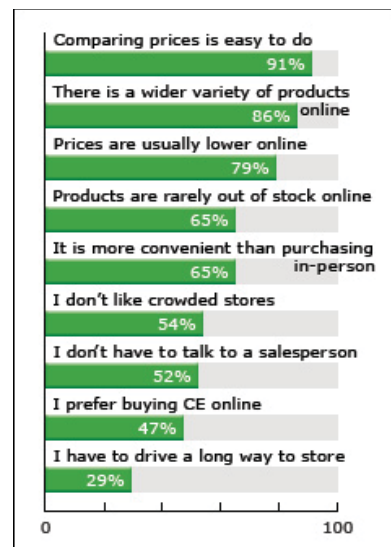 Comparing prices is easy to do
91%
There is a wider variety of products
online
86%
Prices are usually lower online
79%
Products are rarely out of stock online
65%
It is more convenient than purchasing
in-person
65%
I don't like crowded stores
54%
I don't have to talk to a salesperson
52%
I prefer buying CE online
47%
I have to drive a long way to store
29%
0 100